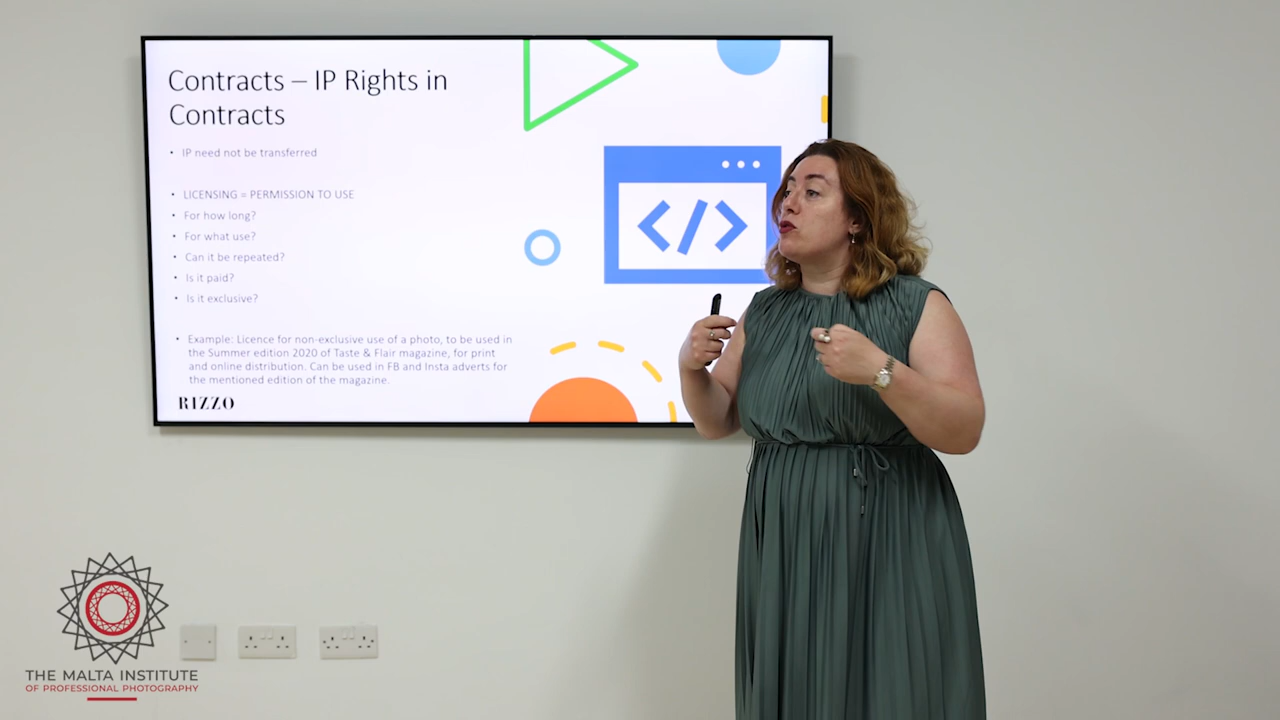 Contracts – IP Rights in
Contracts
• IP need not be transferred
• LICENSING = PERMISSION TO USE
• For how long?
• For what use?
• Can it be repeated?
• Is it paid?
• Is it exclusive?
• Example: Licence for non-exclusive use of a photo, to be used in
the Summer edition 2020 of Taste & Flair magazine, for print
and online distribution. Can be used in FB and Insta adverts for
the mentioned edition of the magazine.
RIZZO
</>
THE MALTA INSTITUTE
OF PROFESSIONAL PHOTOGRAPHY